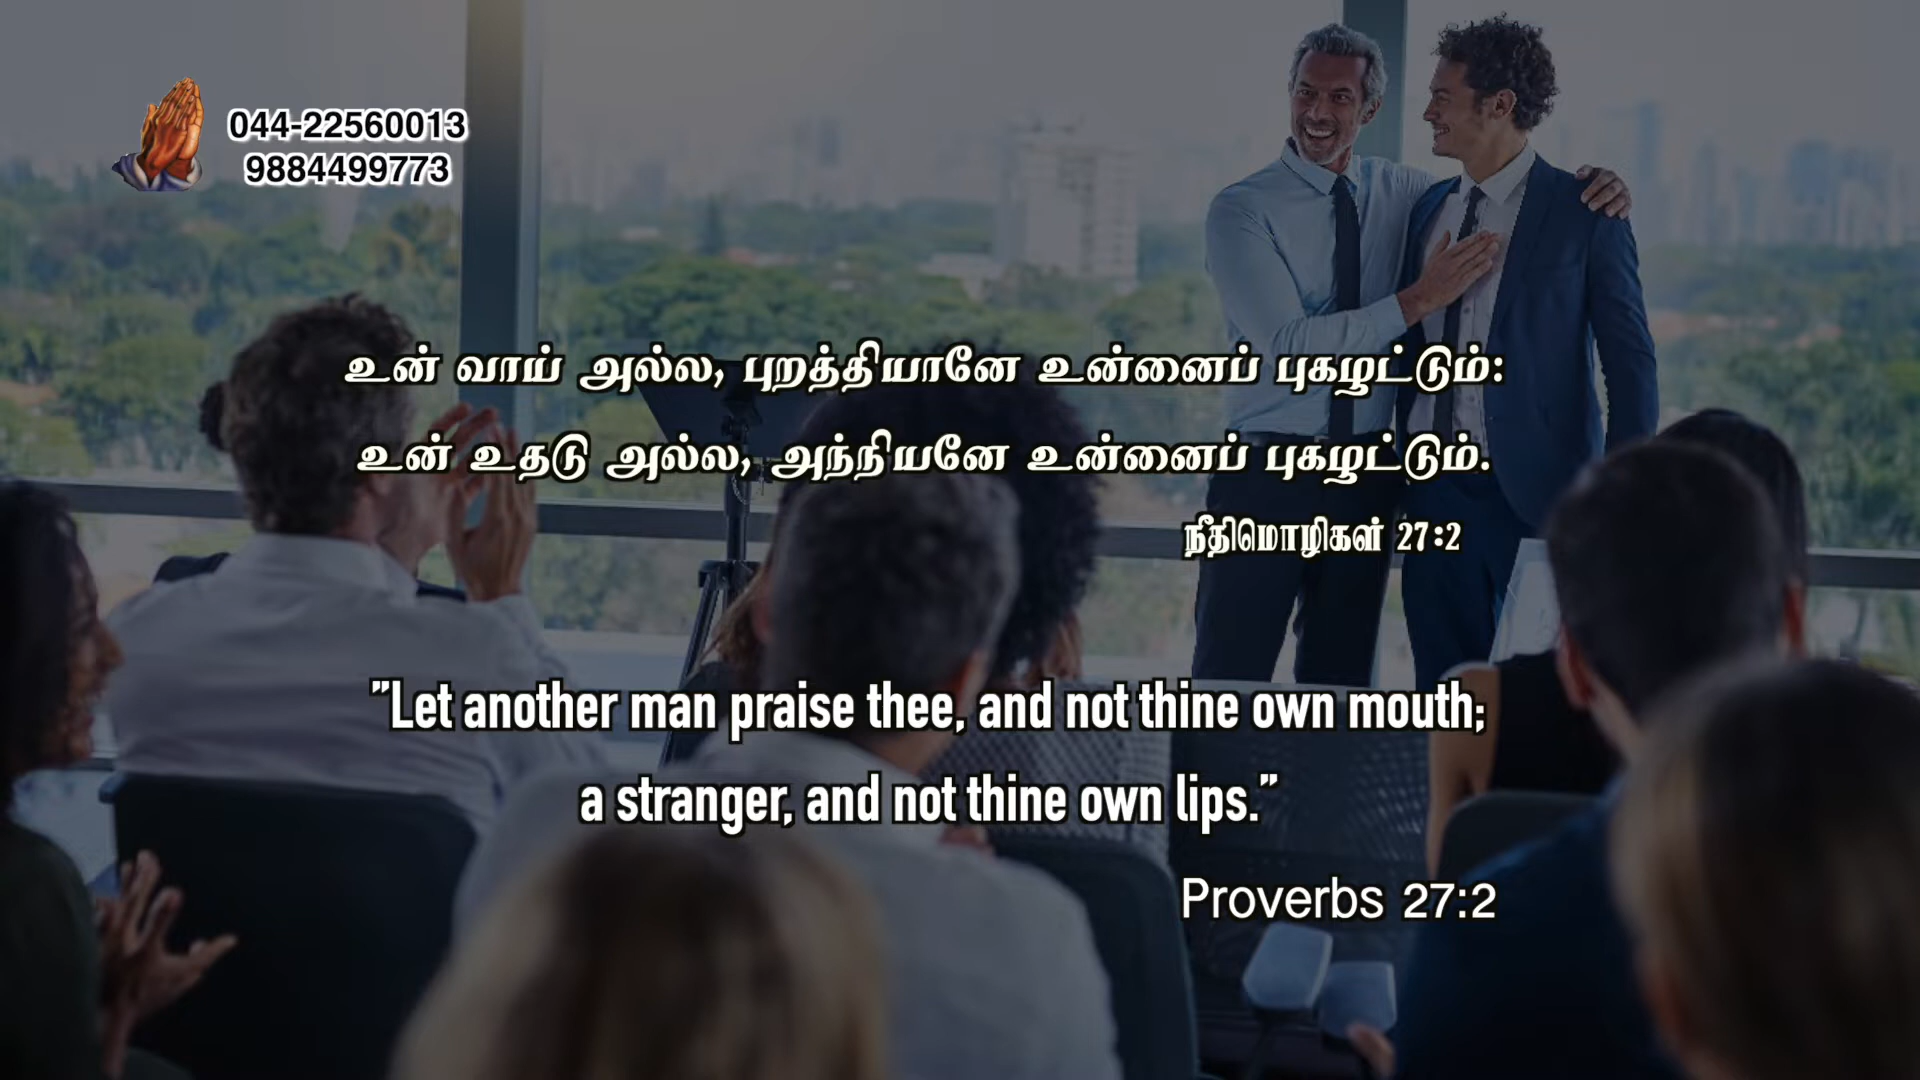 044-22560013
9884499773
உன் வாய் அல்ல, புறத்தியானே உன்னைப் புகழட்டும்:
உன் உதடு அல்ல, அந்நியனே உன்னைப் புகழட்டும்.
நீதிமொழிகள் 27:2
"Let another man praise thee, and not thine own mouth;
a stranger, and not thine own lips."
Proverbs 27:2